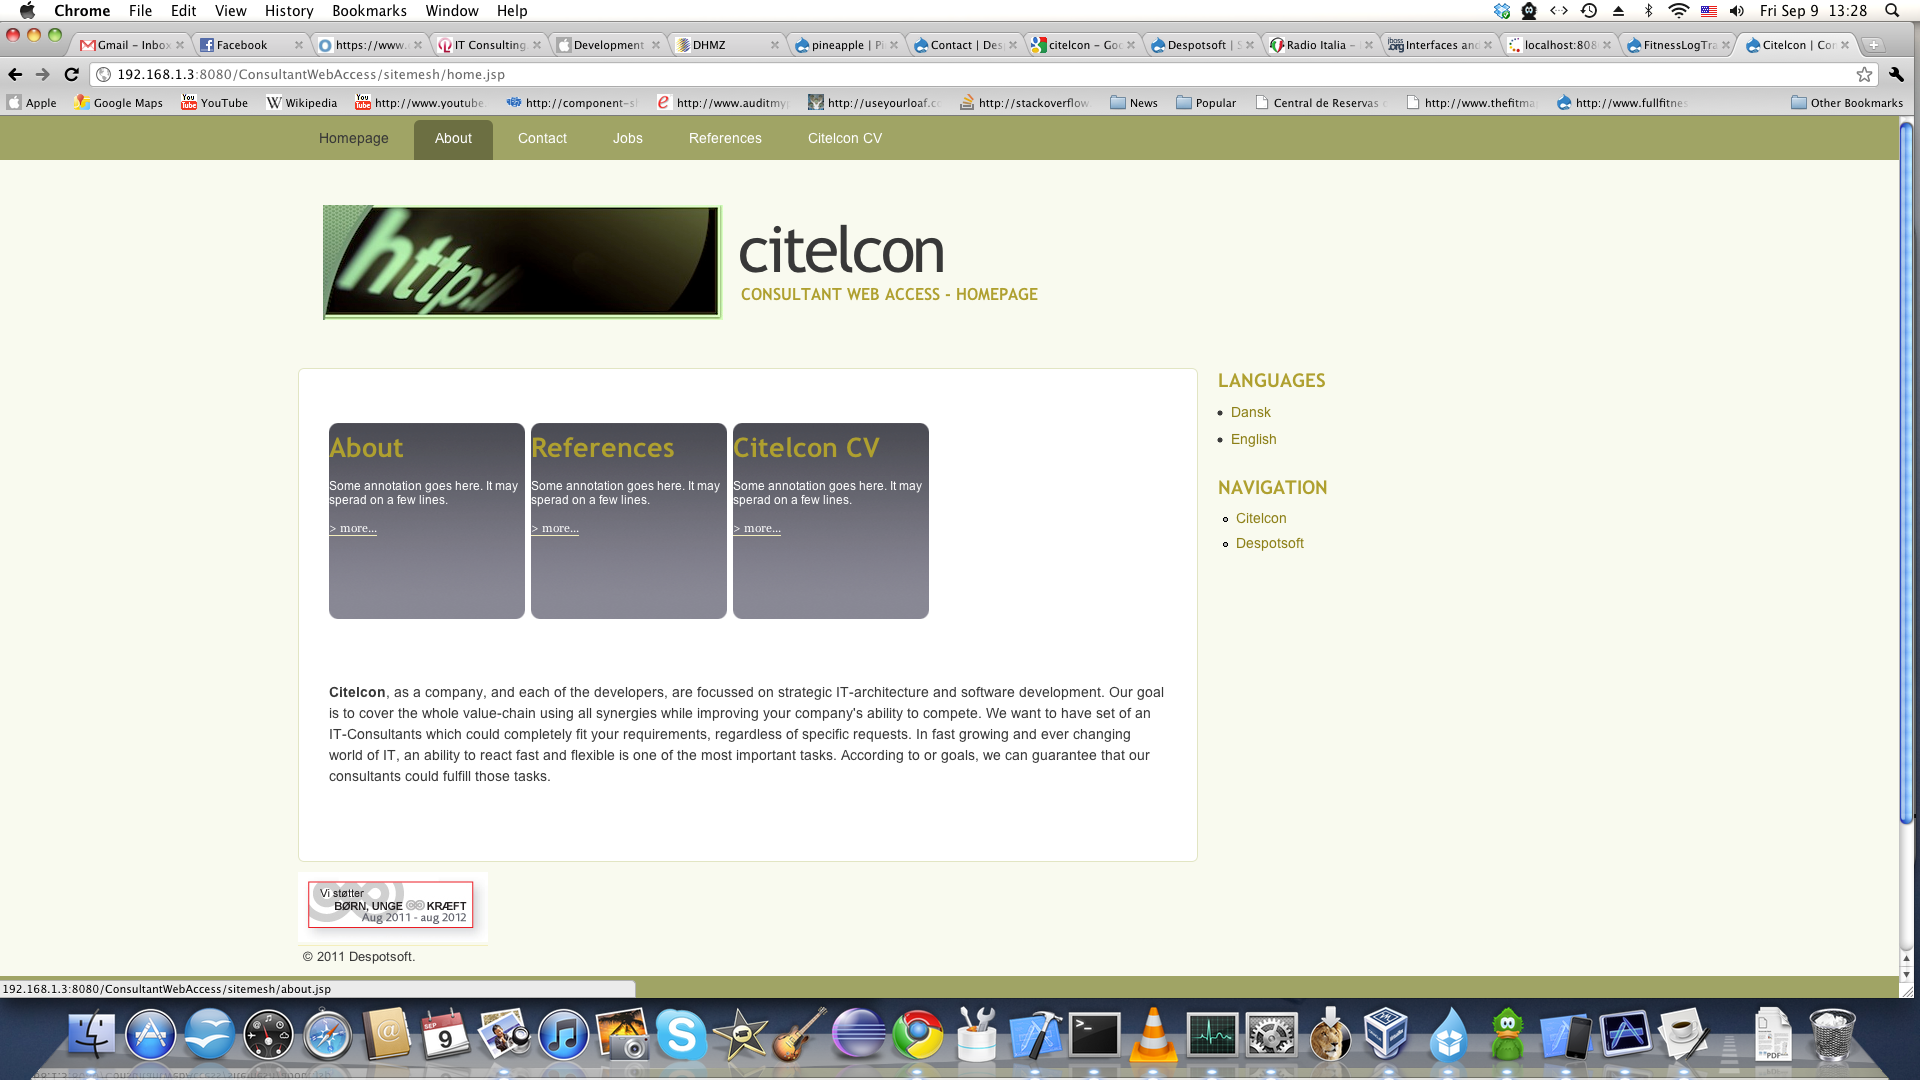 Chrome File Edit View History Bookmarks Window Help Fri Sep 9 13:28
Gmail – Inbox Facebook https://www. IT Consulting Development DHMZ pineapple | Contact | citelcon – Despotsoft | Radio Italia – Interfaces and localhost:808 FitnessLogTra Citelcon |
192.168.1.3:8080/ConsultantWebAccess/sitemesh/home.jsp
Apple Google Maps YouTube Wikipedia http://www.youtube. http://component-s http://www.auditmy http://useyourloaf.c http://stackoverflow News Popular Central de Reservas http://www.thefitma http://www.fullfitnes Other Bookmarks
Homepage About Contact Jobs References Citelcon CV
http://
citelcon
CONSULTANT WEB ACCESS - HOMEPAGE
About
Some annotation goes here. It may
sperad on a few lines.
> more...
References
Some annotation goes here. It may
sperad on a few lines.
> more...
Citelcon CV
Some annotation goes here. It may
sperad on a few lines.
> more...
Citelcon, as a company, and each of the developers, are focussed on strategic IT-architecture and software development. Our goal
is to cover the whole value-chain using all synergies while improving your company's ability to compete. We want to have set of an
IT-Consultants which could completely fit your requirements, regardless of specific requests. In fast growing and ever changing
world of IT, an ability to react fast and flexible is one of the most important tasks. According to or goals, we can guarantee that our
consultants could fulfill those tasks.
LANGUAGES
Dansk
English
NAVIGATION
Citelcon
Despotsoft
Vi støtter
BØRN, UNGE KRÆFT
Aug 2011 - aug 2012
© 2011 Despotsoft.
192.168.1.3:8080/ConsultantWebAccess/sitemesh/about.jsp
SEP
9
PDF